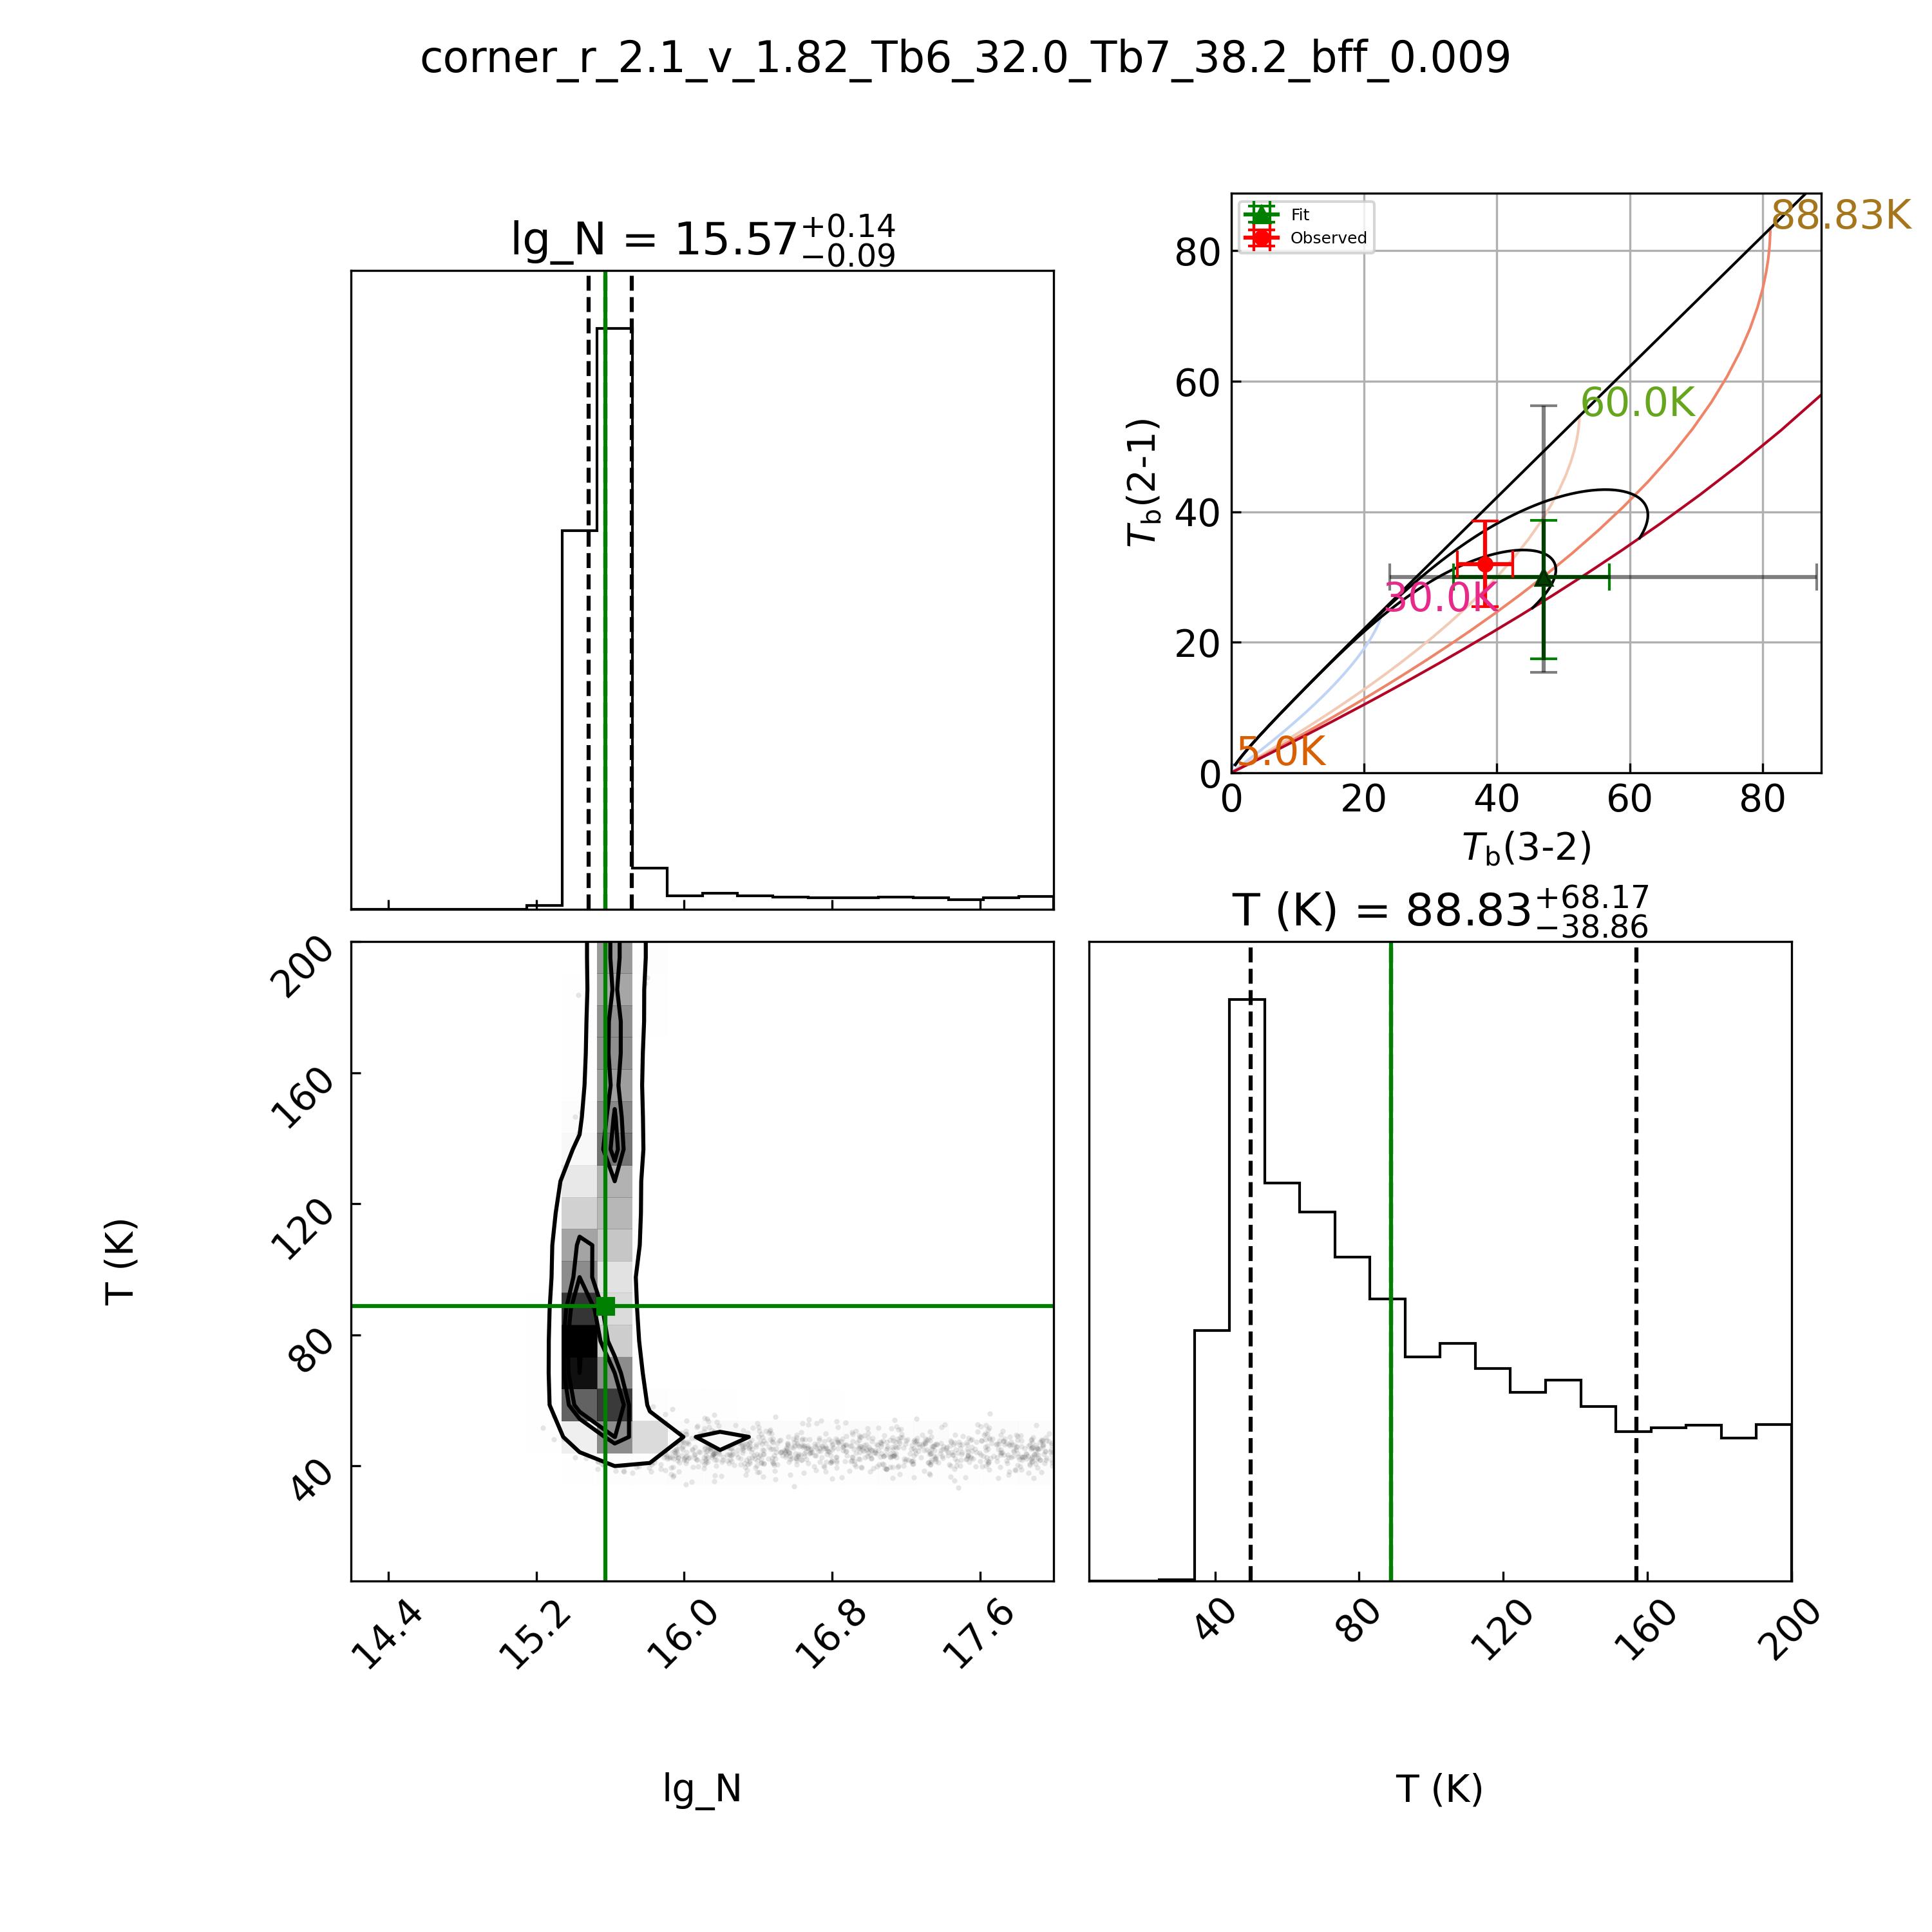 corner_r_2.1_v_1.82_Tb6_32.0_Tb7_38.2_bff_0.009
lg_N = 15.57+0.14−0.09
88.83K
Fit
Observed
80
60
40
20
0
60.0K
30.0K
5.0K
T_b(2-1)
0 20 40 60 80
T_b(3-2)
T (K) = 88.83+68.17−38.86
200
160
120
80
40
T (K)
14.4 15.2 16.0 16.8 17.6
lg_N
40 80 120 160 200
T (K)